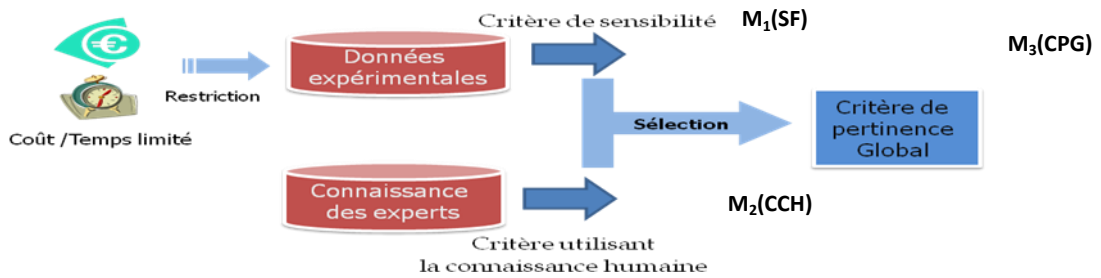 Critère de sensibilité
M₁(SF)
M₃(CPG)
€
Données
expérimentales
Restriction
Coût /Temps limité
Sélection
Critère de
pertinence
Global
Connaissance
des experts
M₂(CCH)
Critère utilisant
la connaissance humaine